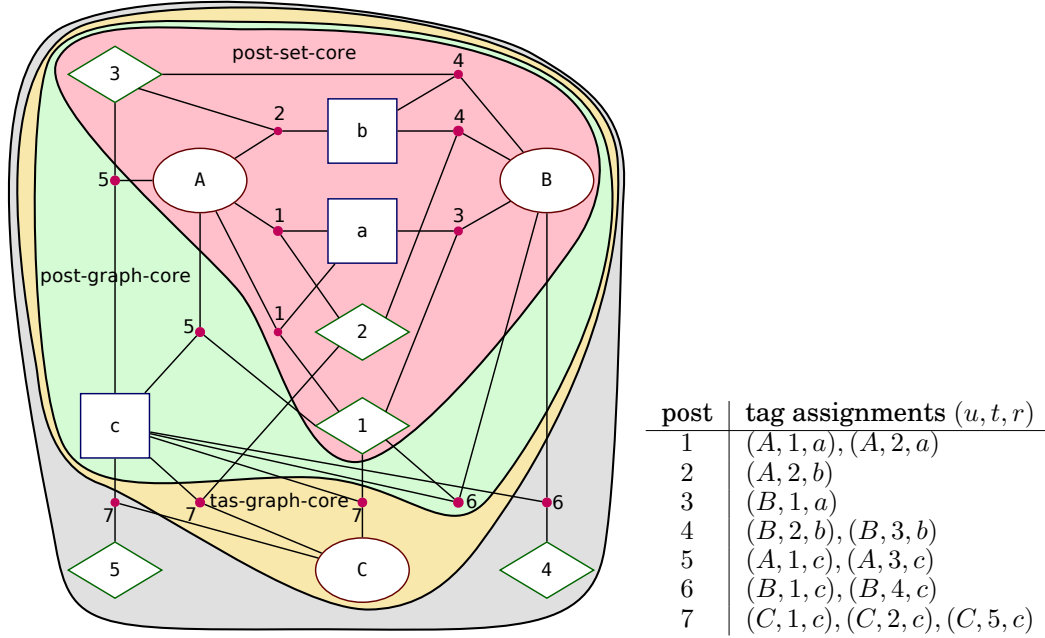 post-set-core
4
3
2
4
b
5
A
B
1
3
a
post-graph-core
5
1
2
c
1
7
7
tas-graph-core
7
6
6
5
C
4
post tag assignments (u, t, r)
1 (A, 1, a), (A, 2, a)
2 (A, 2, b)
3 (B, 1, a)
4 (B, 2, b), (B, 3, b)
5 (A, 1, c), (A, 3, c)
6 (B, 1, c), (B, 4, c)
7 (C, 1, c), (C, 2, c), (C, 5, c)